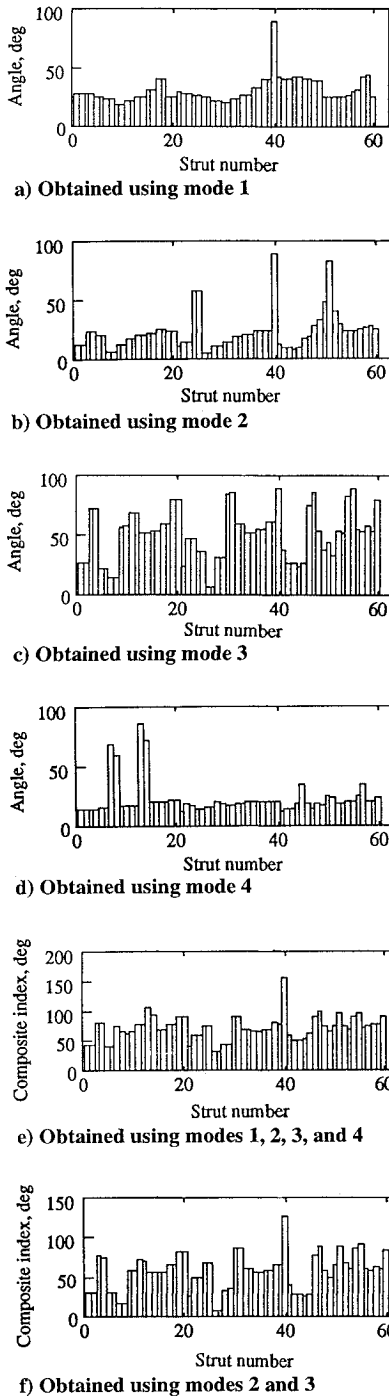 100
Angle, deg
50
0
0
20
40
60
Strut number
a) Obtained using mode 1
100
Angle, deg
50
0
0
20
40
60
Strut number
b) Obtained using mode 2
100
Angle, deg
50
0
0
20
40
60
Strut number
c) Obtained using mode 3
100
Angle, deg
50
0
0
20
40
60
Strut number
d) Obtained using mode 4
200
Composite index, deg
150
100
50
0
0
20
40
60
Strut number
e) Obtained using modes 1, 2, 3, and 4
150
Composite index, deg
100
50
0
0
20
40
60
Strut number
f) Obtained using modes 2 and 3